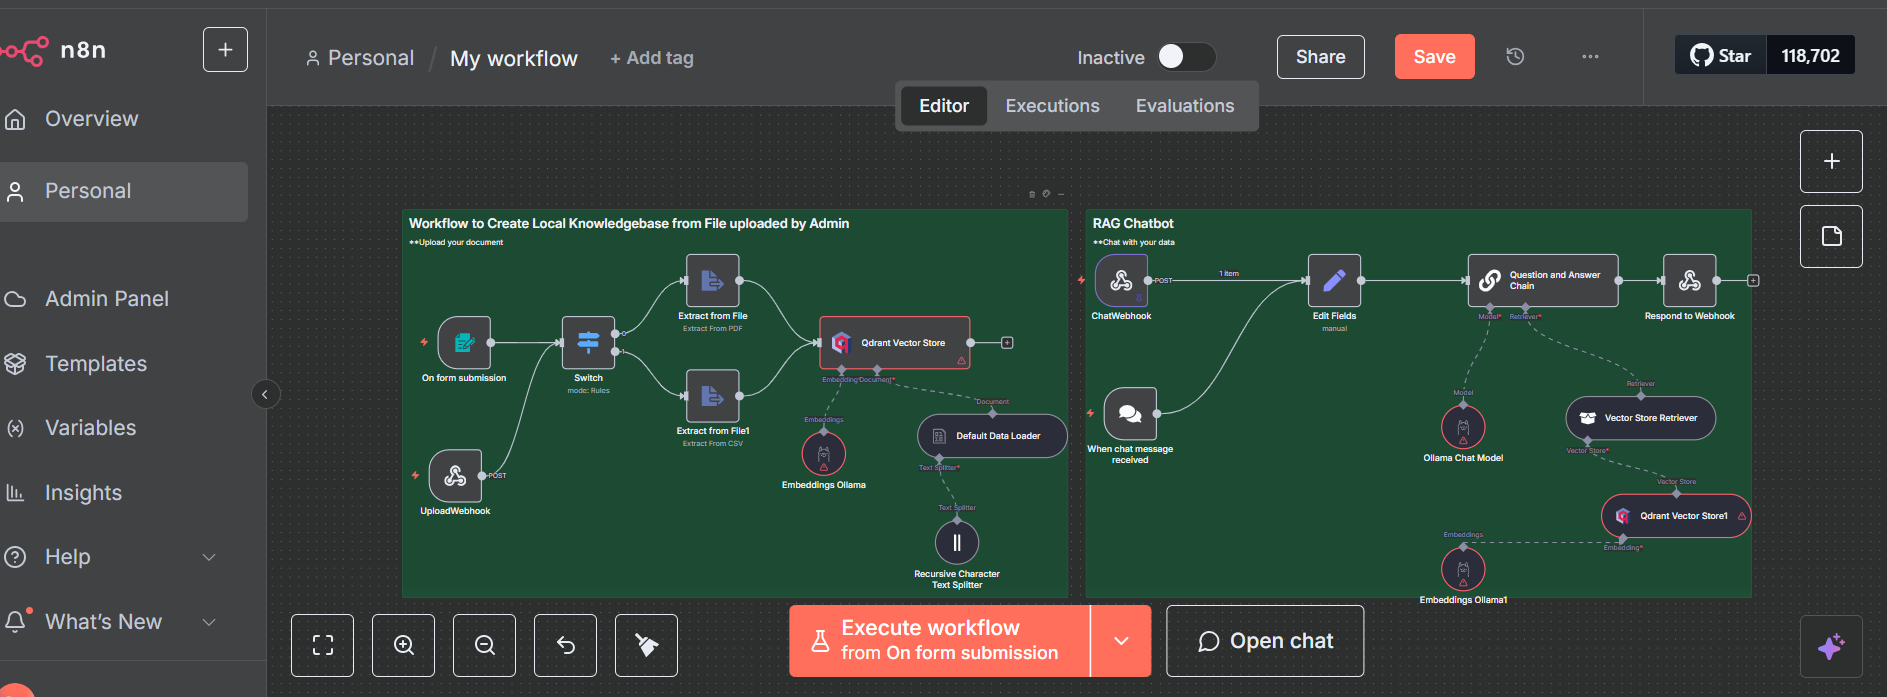 n8n
Personal / My workflow + Add tag
Inactive
Share
Save
Star 118,702
Editor Executions Evaluations
Overview
Personal
Admin Panel
Templates
Variables
Insights
Help
What's New
Workflow to Create Local Knowledgebase from File uploaded by Admin
**Upload your document
On form submission
UploadWebhook
POST
Switch
mode: Rules
0
1
Extract from File
Extract From PDF
Extract from File1
Extract From CSV
Qdrant Vector Store
Embedding*
Document*
Embeddings
Embeddings Ollama
Document
Default Data Loader
Text Splitter*
Text Splitter
Recursive Character
Text Splitter
RAG Chatbot
**Chat with your data
POST
1 item
ChatWebhook
When chat message
received
Edit Fields
manual
Question and Answer
Chain
Model*
Retriever*
Respond to Webhook
Model
Ollama Chat Model
Retriever
Vector Store Retriever
Vector Store*
Vector Store
Qdrant Vector Store1
Embedding*
Embeddings
Embeddings Ollama1
Execute workflow
from On form submission
Open chat